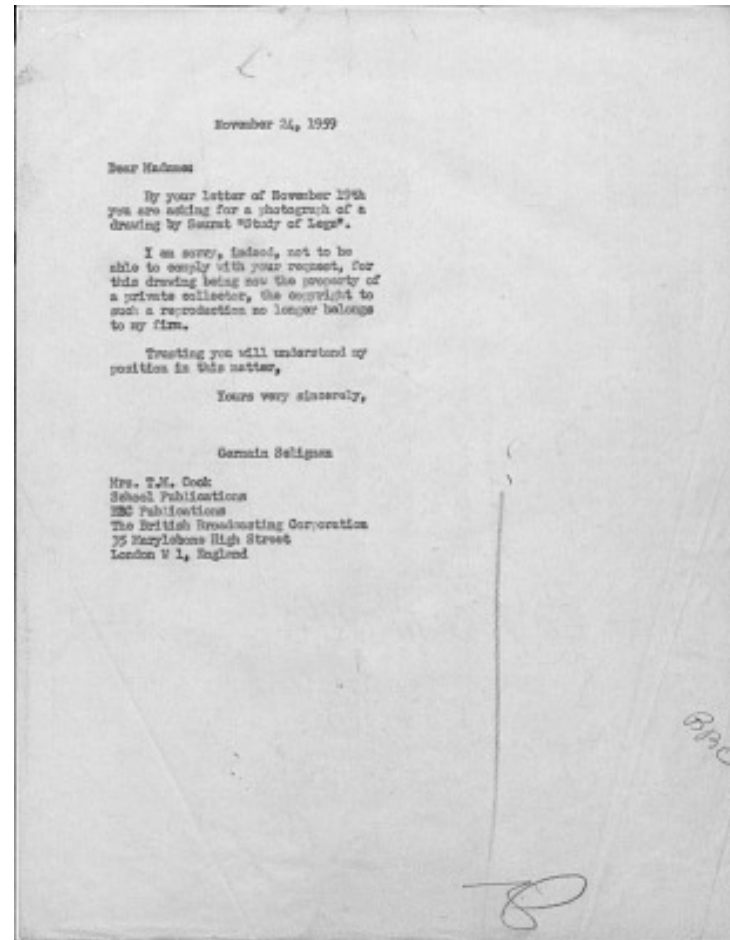 November 24, 1959
Dear Madame:
By your letter of November 19th
you are asking for a photograph of a
drawing by Seurat "Study of Legs".
I am sorry, indeed, not to be
able to comply with your request, for
this drawing being now the property of
a private collector, the copyright to
such a reproduction no longer belongs
to my firm.
Trusting you will understand my
position in this matter,
Yours very sincerely,
Germain Seligman
Mrs. T.M. Cook
School Publications
BBC Publications
The British Broadcasting Corporation
35 Marylebone High Street
London W 1, England
BBC